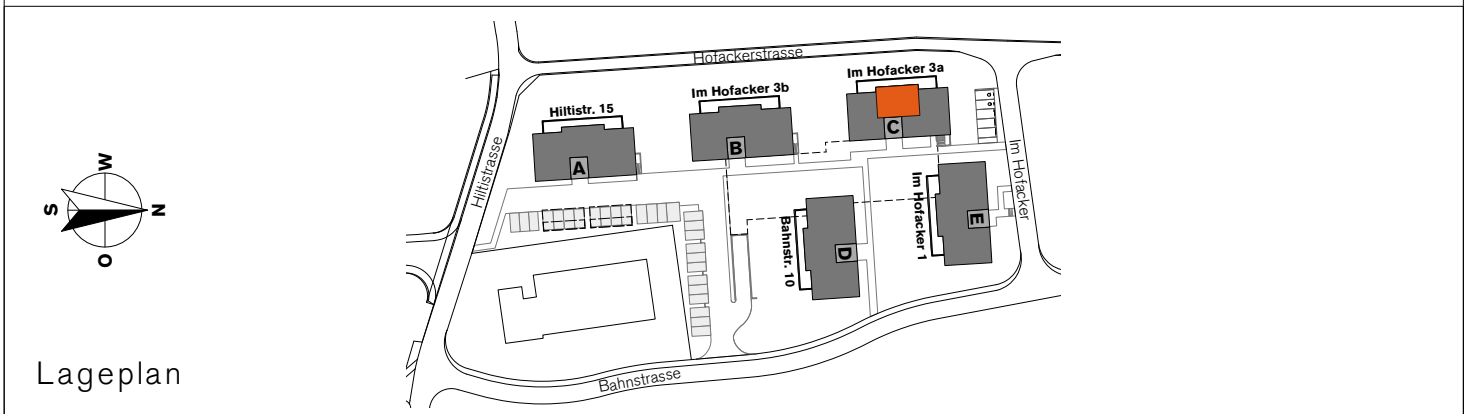 Hofackerstrasse
Im Hofacker 3a
Im Hofacker 3b
Hiltistr. 15
C
B
A
Hiltistrasse
Im Hofacker
Im Hofacker 1
E
W
S
N
O
Bahnstr. 10
D
Lageplan
Bahnstrasse